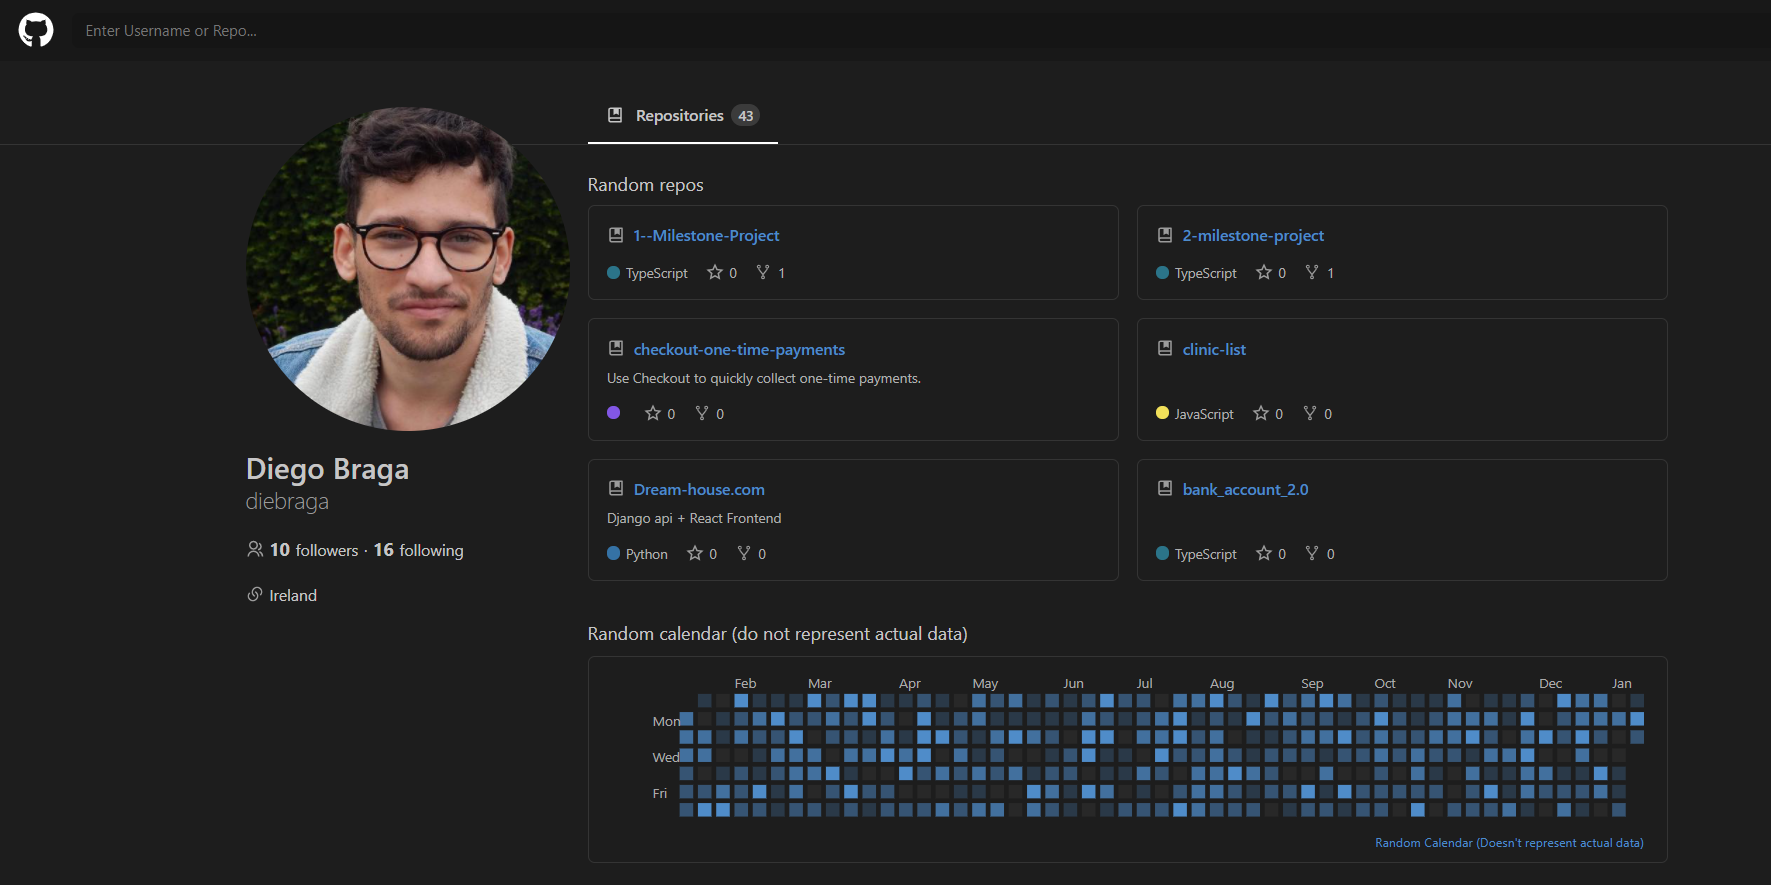 Enter Username or Repo...
Repositories 43
Diego Braga
diebraga
10 followers · 16 following
Ireland
Random repos
1--Milestone-Project
TypeScript 0 1
2-milestone-project
TypeScript 0 1
checkout-one-time-payments
Use Checkout to quickly collect one-time payments.
0 0
clinic-list
JavaScript 0 0
Dream-house.com
Django api + React Frontend
Python 0 0
bank_account_2.0
TypeScript 0 0
Random calendar (do not represent actual data)
Feb Mar Apr May Jun Jul Aug Sep Oct Nov Dec Jan
Mon
Wed
Fri
Random Calendar (Doesn't represent actual data)